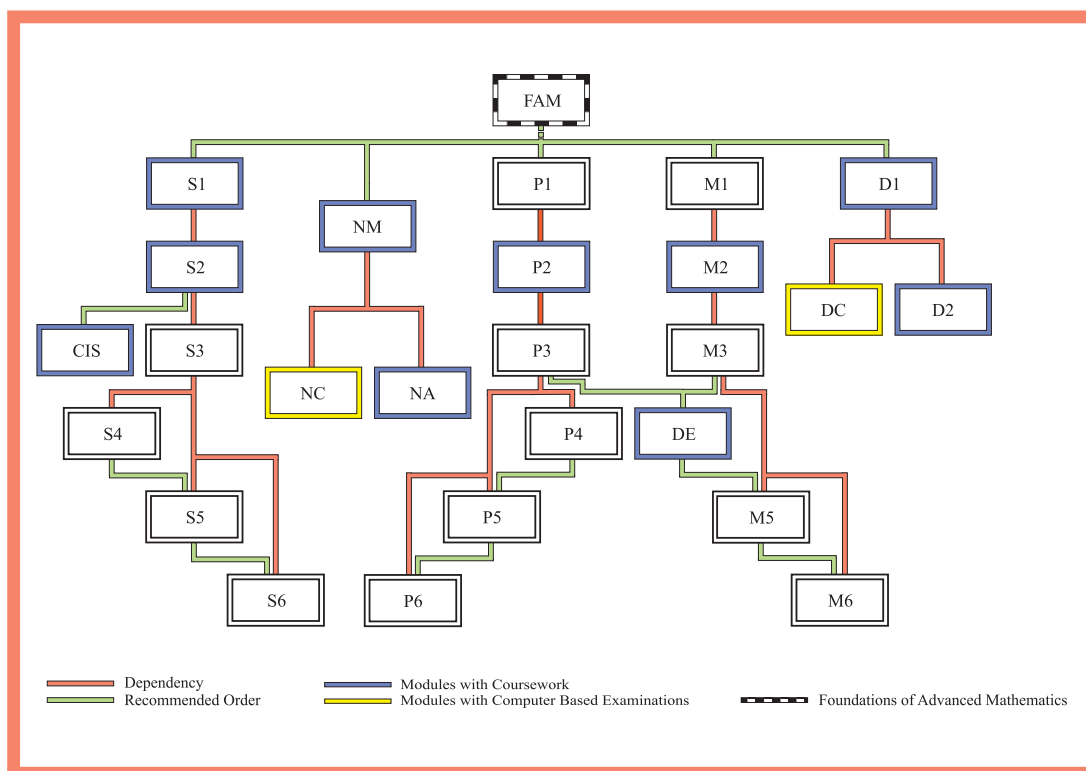 FAM
S1
P1
M1
D1
NM
S2
P2
M2
DC
D2
CIS
S3
P3
M3
NC
NA
S4
P4
DE
S5
P5
M5
S6
P6
M6
Dependency
Recommended Order
Modules with Coursework
Modules with Computer Based Examinations
Foundations of Advanced Mathematics